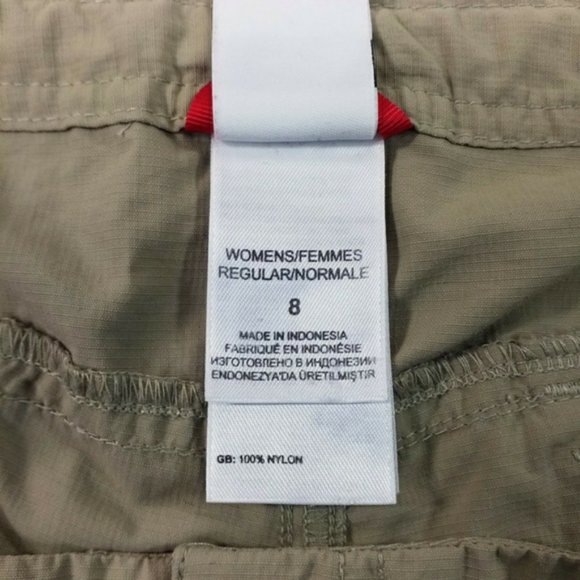 WOMENS/FEMMES
REGULAR/NORMALE
8
MADE IN INDONESIA
FABRIQUÉ EN INDONÉSIE
ИЗГОТОВЛЕНО В ИНДОНЕЗИИ
ENDONEZYA'DA ÜRETILMIŞTIR
GB: 100% NYLON